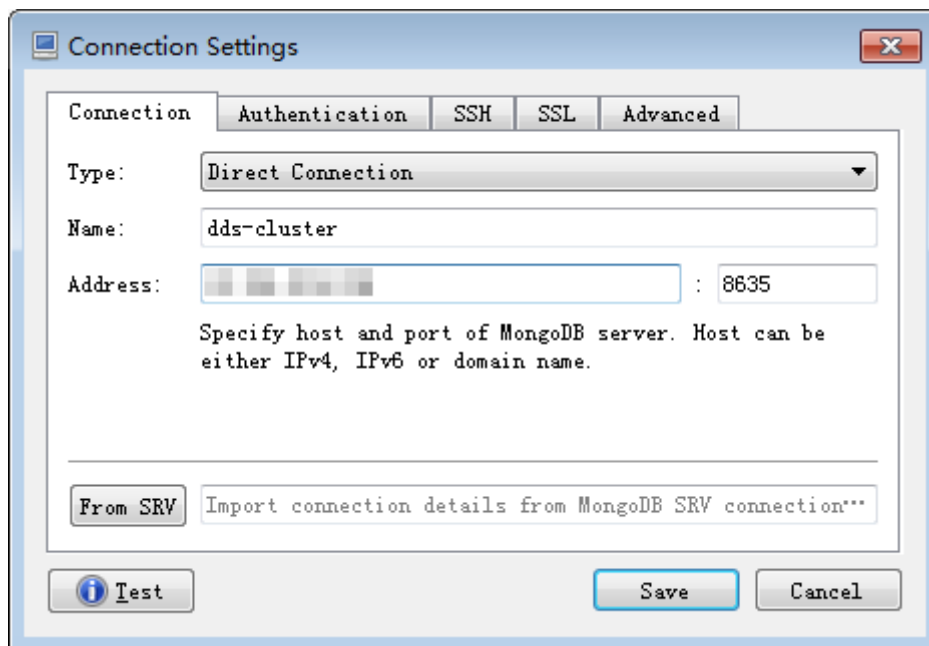 Connection Settings
Connection Authentication SSH SSL Advanced
Type: Direct Connection
Name: dds-cluster
Address: : 8635
Specify host and port of MongoDB server. Host can be
either IPv4, IPv6 or domain name.
From SRV Import connection details from MongoDB SRV connection···
Test Save Cancel